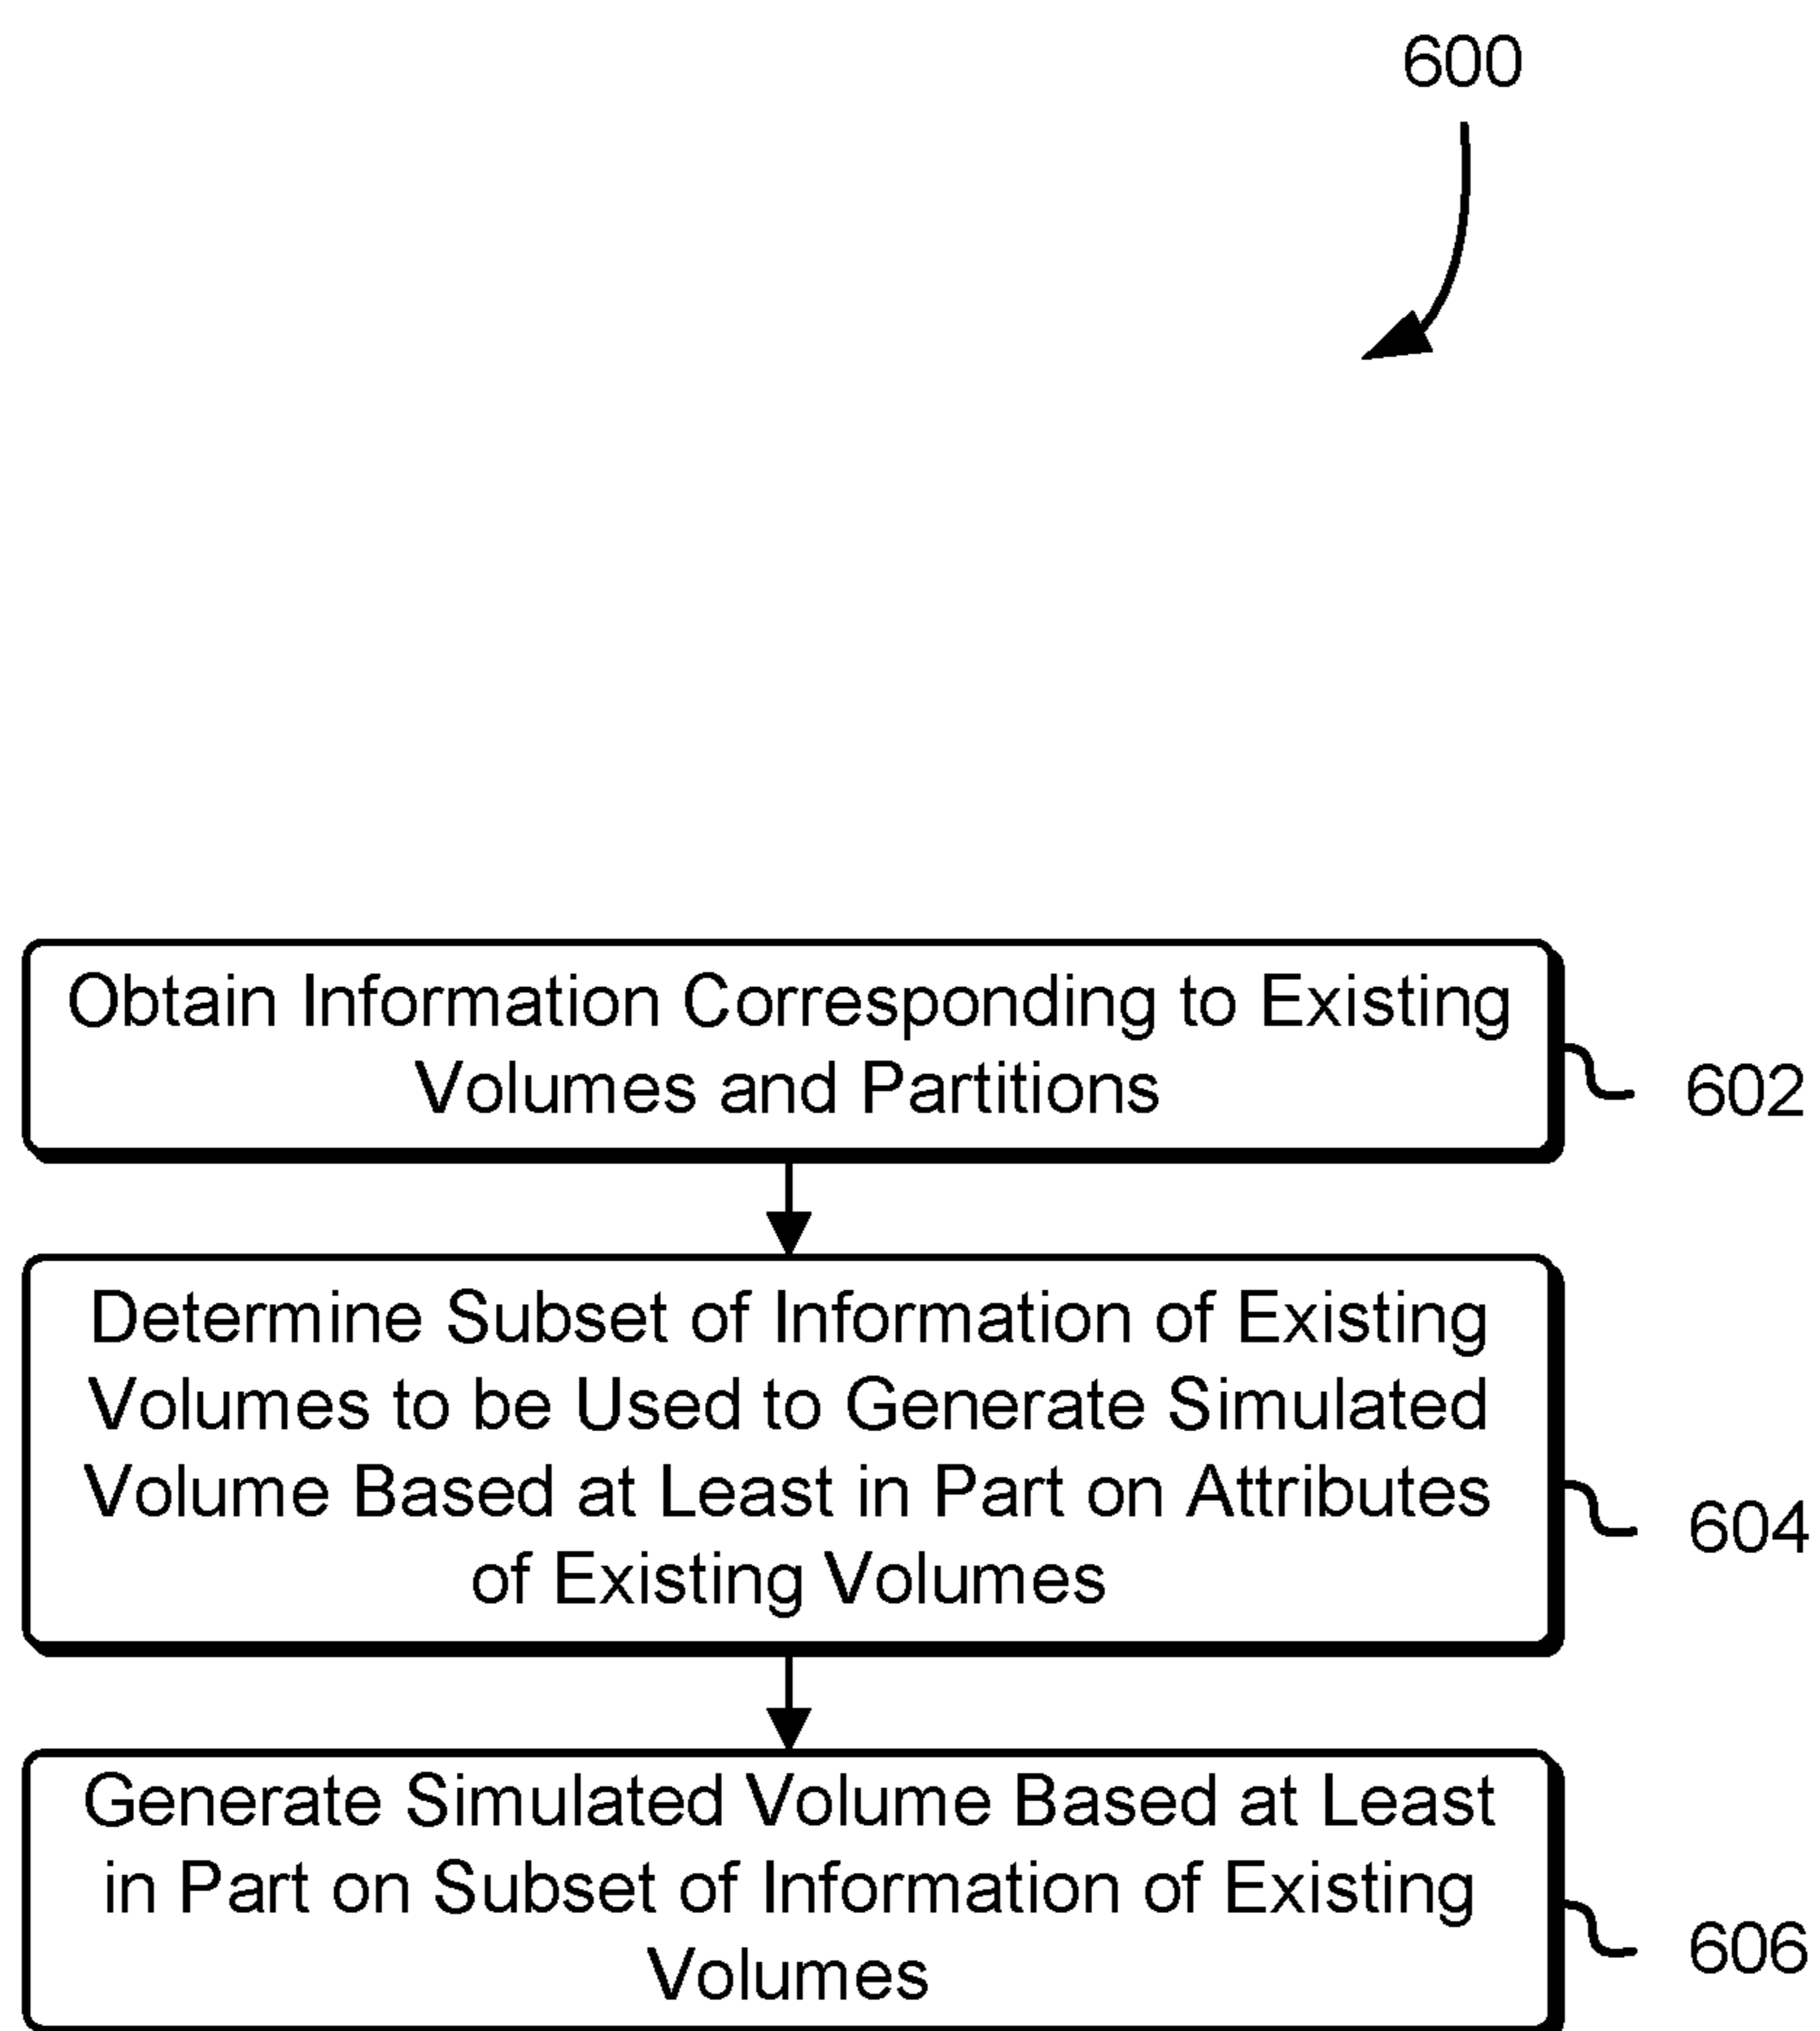 600
Obtain Information Corresponding to Existing
Volumes and Partitions
602
Determine Subset of Information of Existing
Volumes to be Used to Generate Simulated
Volume Based at Least in Part on Attributes
of Existing Volumes
604
Generate Simulated Volume Based at Least
in Part on Subset of Information of Existing
Volumes
606